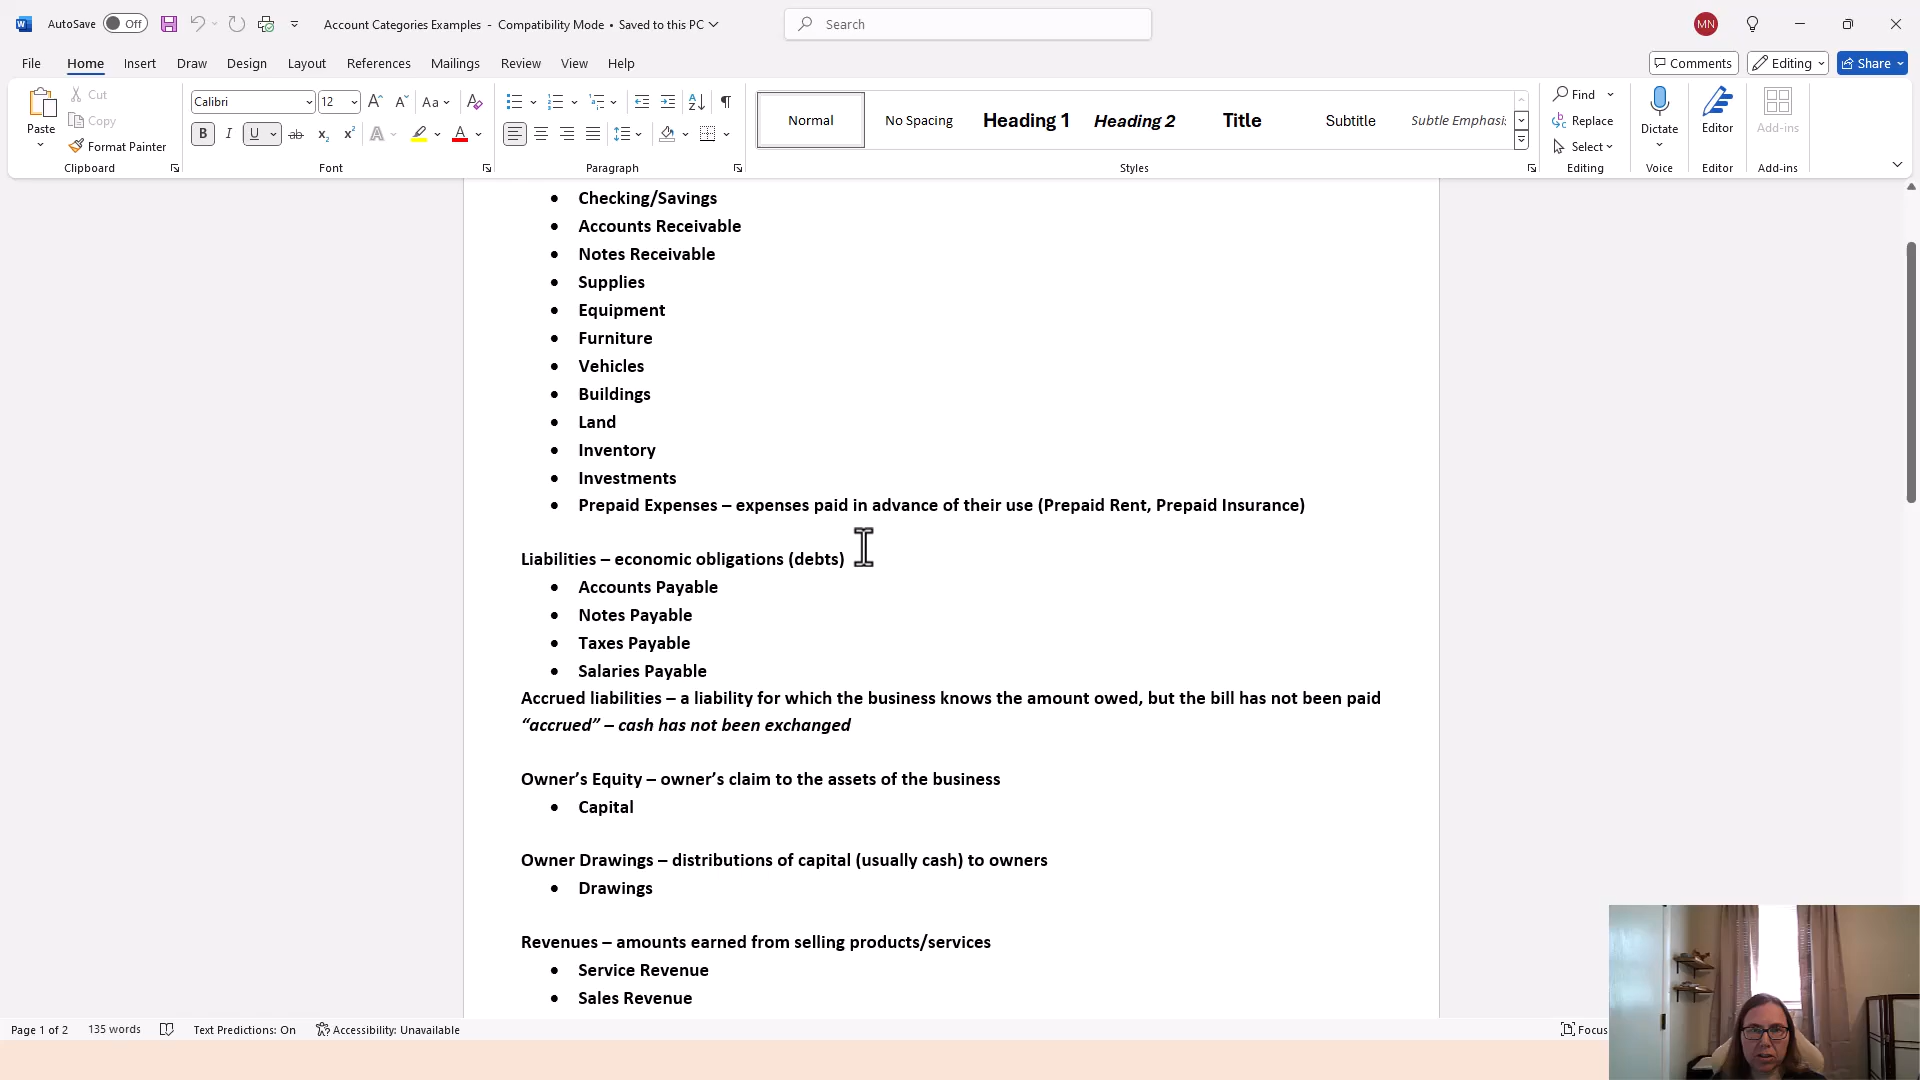 AutoSave Off Account Categories Examples - Compatibility Mode • Saved to this PC Search MN
File Home Insert Draw Design Layout References Mailings Review View Help Comments Editing Share
Paste Cut Copy Format Painter Clipboard
Calibri 12 Aa B I U ab x₂ x² A A Font
Paragraph
Normal No Spacing Heading 1 Heading 2 Title Subtitle Subtle Emphasis Styles
Find Replace Select Editing
Dictate Voice
Editor Editor
Add-ins Add-ins
• Checking/Savings
• Accounts Receivable
• Notes Receivable
• Supplies
• Equipment
• Furniture
• Vehicles
• Buildings
• Land
• Inventory
• Investments
• Prepaid Expenses – expenses paid in advance of their use (Prepaid Rent, Prepaid Insurance)
Liabilities – economic obligations (debts)
• Accounts Payable
• Notes Payable
• Taxes Payable
• Salaries Payable
Accrued liabilities – a liability for which the business knows the amount owed, but the bill has not been paid
“accrued” – cash has not been exchanged
Owner’s Equity – owner’s claim to the assets of the business
• Capital
Owner Drawings – distributions of capital (usually cash) to owners
• Drawings
Revenues – amounts earned from selling products/services
• Service Revenue
• Sales Revenue
Page 1 of 2 135 words Text Predictions: On Accessibility: Unavailable Focus